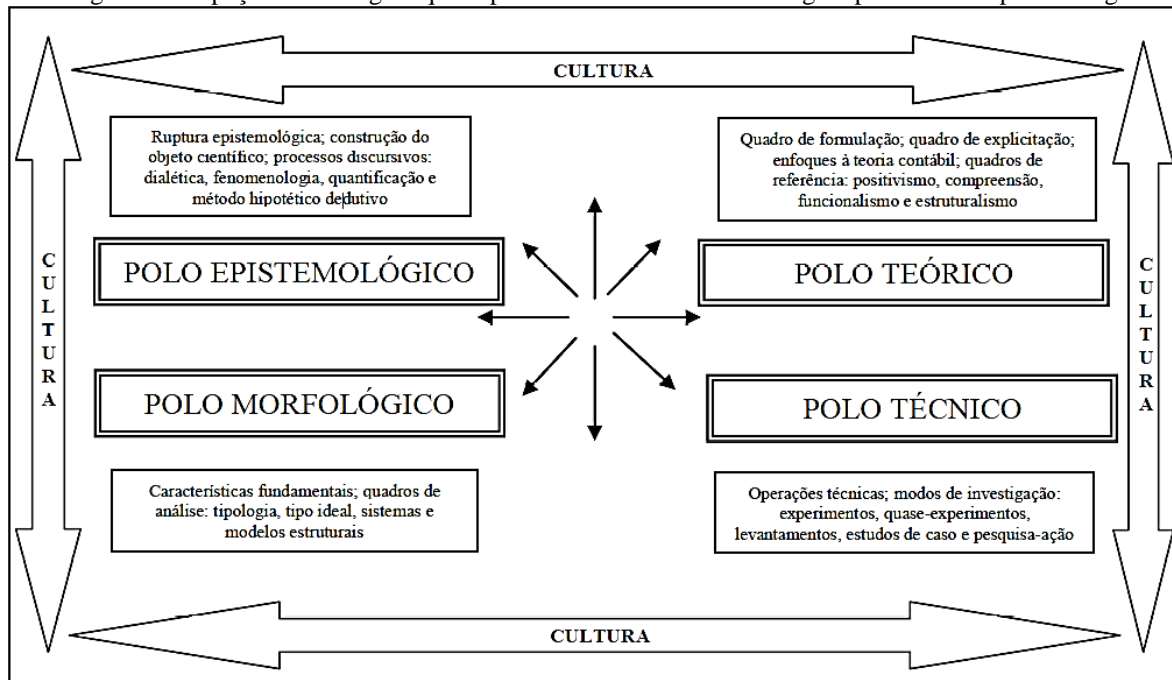 CULTURA
Ruptura epistemológica; construção do
objeto científico; processos discursivos:
dialética, fenomenologia, quantificação e
método hipotético dedutivo
Quadro de formulação; quadro de explicitação;
enfoques à teoria contábil; quadros de
referência: positivismo, compreensão,
funcionalismo e estruturalismo
CULTURA
POLO EPISTEMOLÓGICO
POLO TEÓRICO
CULTURA
POLO MORFOLÓGICO
POLO TÉCNICO
Características fundamentais; quadros de
análise: tipologia, tipo ideal, sistemas e
modelos estruturais
Operações técnicas; modos de investigação:
experimentos, quase-experimentos,
levantamentos, estudos de caso e pesquisa-ação
CULTURA